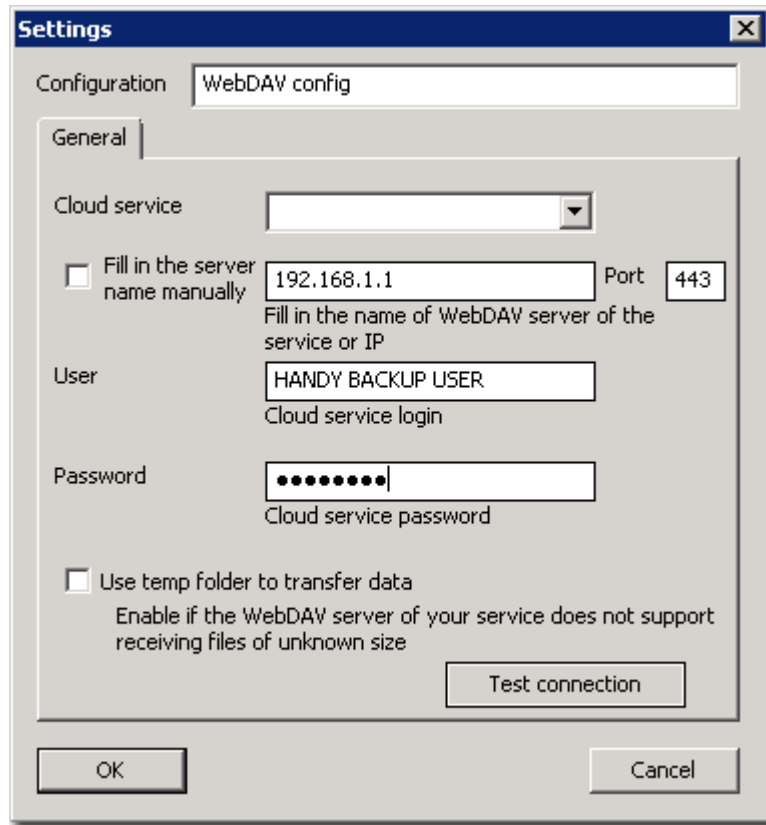 Settings
Configuration WebDAV config
General
Cloud service
Fill in the server
name manually
192.168.1.1 Port 443
Fill in the name of WebDAV server of the
service or IP
User HANDY BACKUP USER
Cloud service login
Password ●●●●●●●●
Cloud service password
Use temp folder to transfer data
Enable if the WebDAV server of your service does not support
receiving files of unknown size
Test connection
OK Cancel